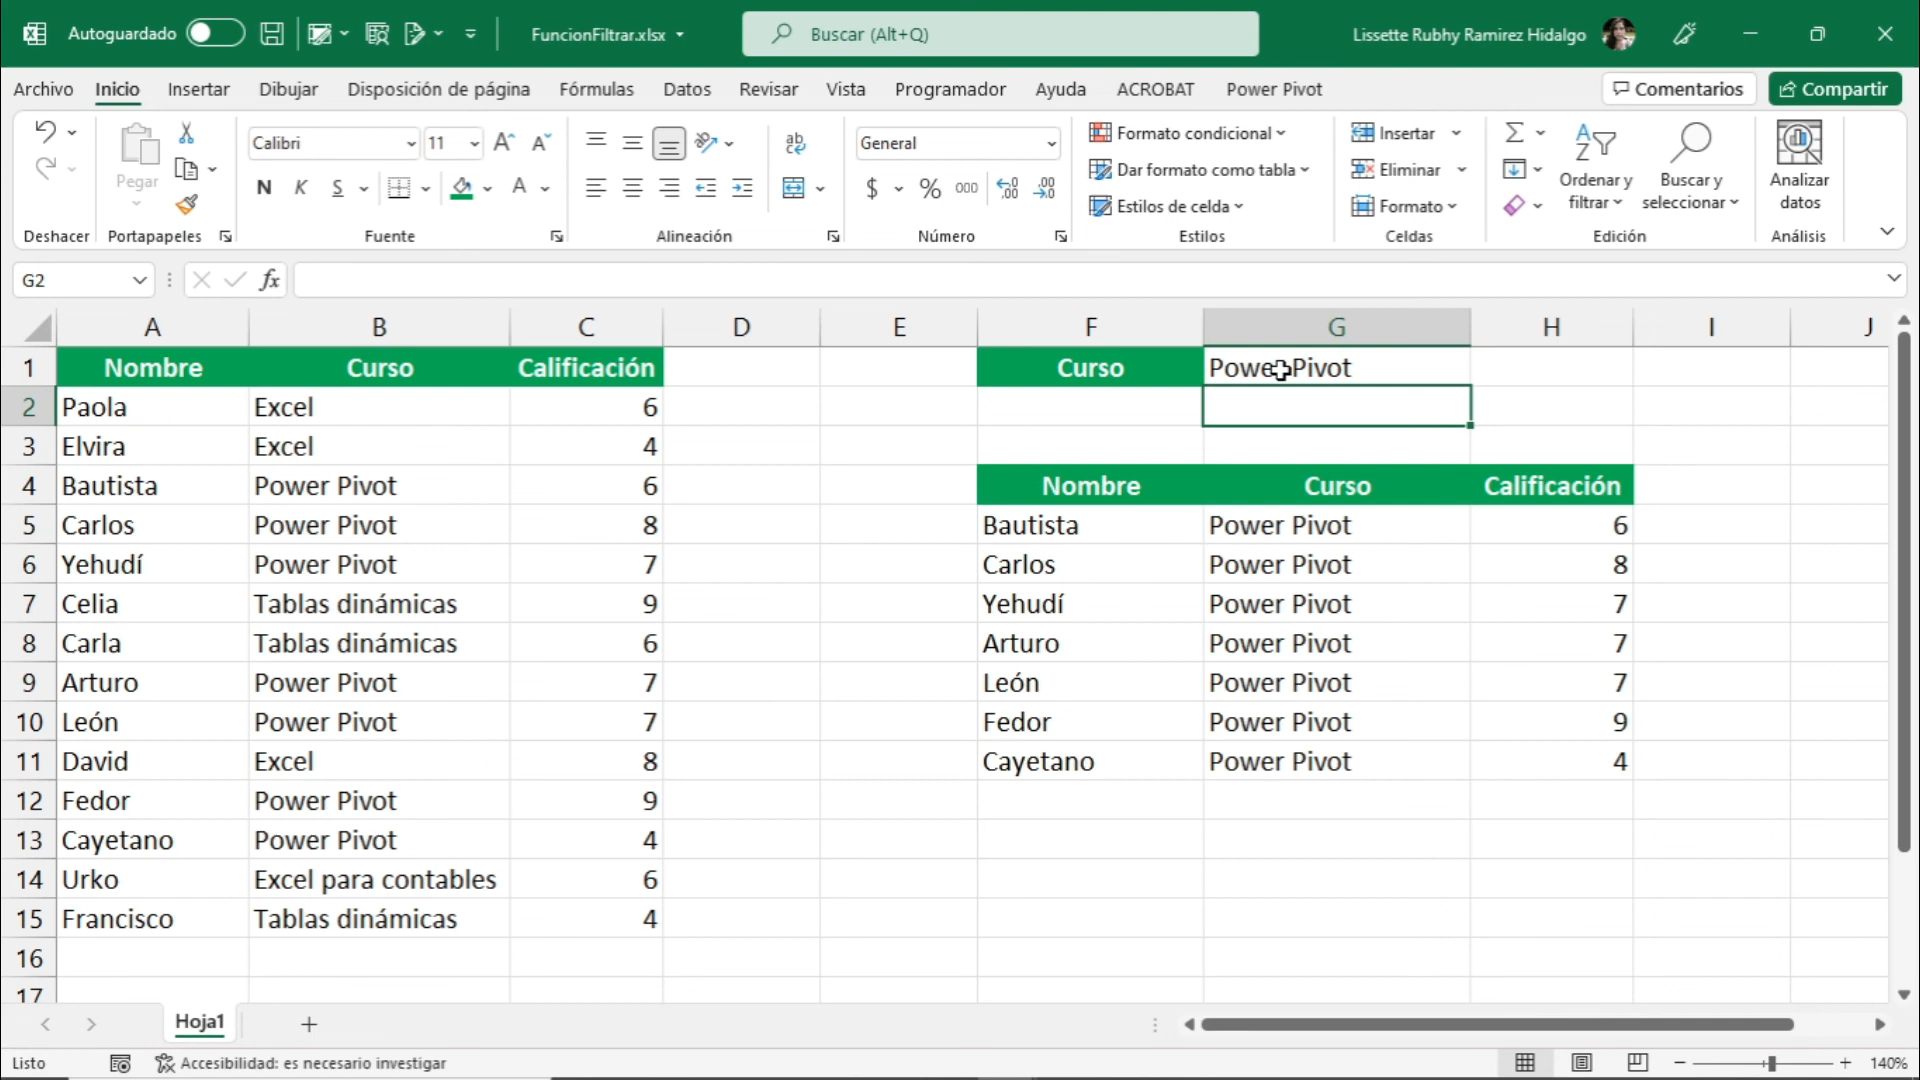 Autoguardado
FuncionFiltrar.xlsx
Buscar (Alt+Q)
Lissette Rubhy Ramirez Hidalgo
Archivo Inicio Insertar Dibujar Disposición de página Fórmulas Datos Revisar Vista Programador Ayuda ACROBAT Power Pivot Comentarios Compartir
Pegar
Calibri 11
N K S A
ab
General
$ % 000
Formato condicional
Dar formato como tabla
Estilos de celda
Insertar
Eliminar
Formato
Ordenar y
filtrar
Buscar y
seleccionar
Analizar
datos
Deshacer Portapapeles Fuente Alineación Número Estilos Celdas Edición Análisis
G2 fx
A B C D E F G H I J
1 Nombre Curso Calificación Curso Power Pivot
2 Paola Excel 6
3 Elvira Excel 4
4 Bautista Power Pivot 6 Nombre Curso Calificación
5 Carlos Power Pivot 8 Bautista Power Pivot 6
6 Yehudí Power Pivot 7 Carlos Power Pivot 8
7 Celia Tablas dinámicas 9 Yehudí Power Pivot 7
8 Carla Tablas dinámicas 6 Arturo Power Pivot 7
9 Arturo Power Pivot 7 León Power Pivot 7
10 León Power Pivot 7 Fedor Power Pivot 9
11 David Excel 8 Cayetano Power Pivot 4
12 Fedor Power Pivot 9
13 Cayetano Power Pivot 4
14 Urko Excel para contables 6
15 Francisco Tablas dinámicas 4
16
17
Hoja1
Listo Accesibilidad: es necesario investigar 140%